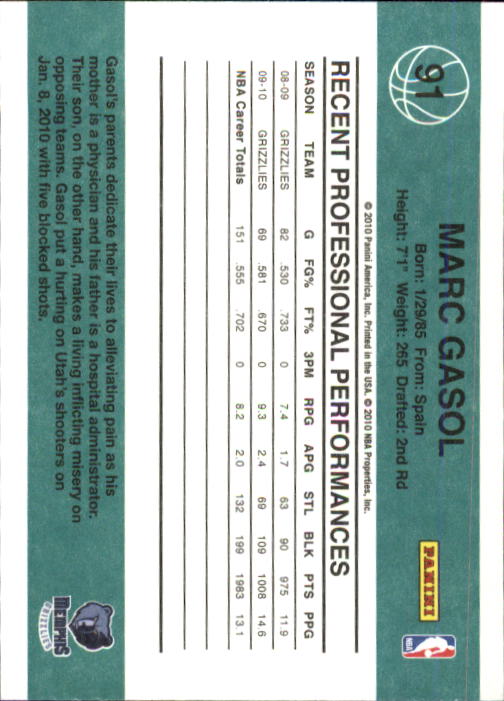 91
MARC GASOL
Born: 1/29/85 From: Spain
Height: 7'1" Weight: 265 Drafted: 2nd Rd
PANINI
NBA
© 2010 Panini America, Inc. Printed in the USA. © 2010 NBA Properties, Inc.
RECENT PROFESSIONAL PERFORMANCES
SEASON TEAM G FG% FT% 3PM RPG APG STL BLK PTS PPG
08-09 GRIZZLIES 82 .530 .733 0 7.4 1.7 63 90 975 11.9
09-10 GRIZZLIES 69 .581 .670 0 9.3 2.4 69 109 1008 14.6
NBA Career Totals 151 .555 .702 0 8.2 2.0 132 199 1983 13.1
Gasol's parents dedicate their lives to alleviating pain as his
mother is a physician and his father is a hospital administrator.
Their son, on the other hand, makes a living inflicting misery on
opposing teams. Gasol put a hurting on Utah's shooters on
Jan. 8, 2010 with five blocked shots.
MEMPHIS
GRIZZLIES